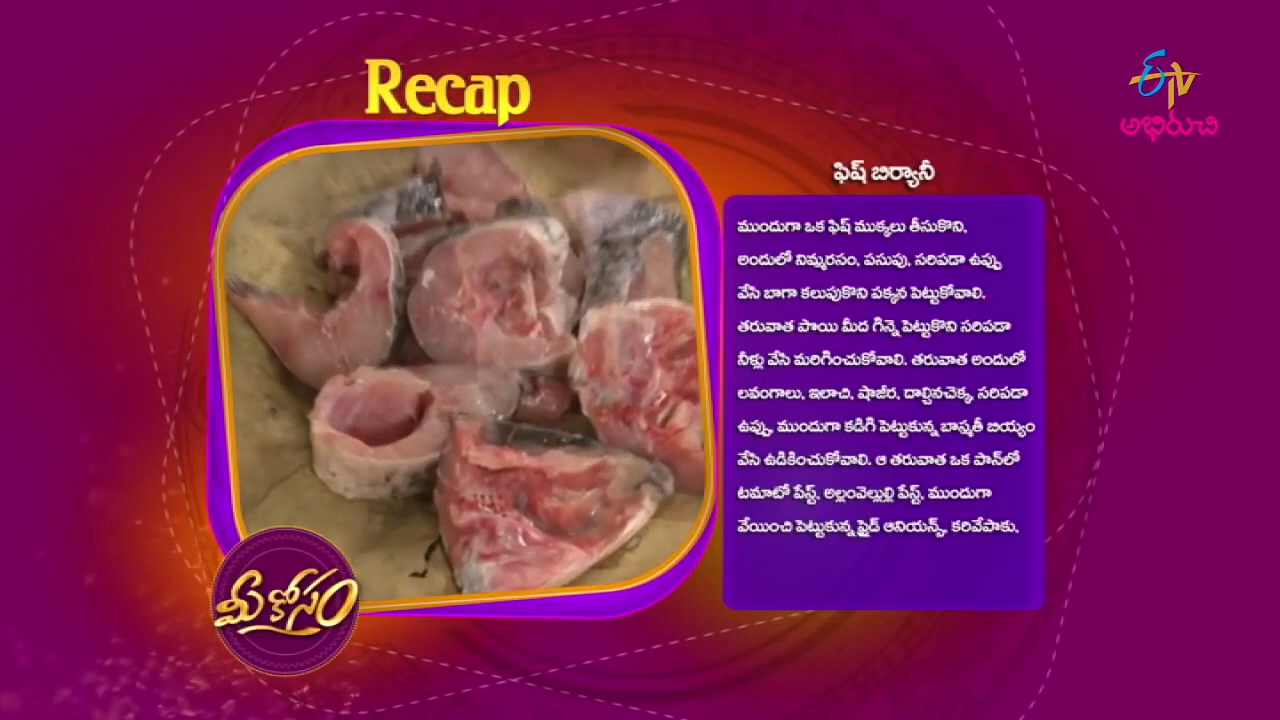 Recap
ETV
అభిరుచి
ఫిష్ బిర్యానీ
ముందుగా ఒక ఫిష్ ముక్కలు తీసుకొని,
అందులో నిమ్మరసం, పసుపు, సరిపడా ఉప్పు
వేసి బాగా కలుపుకొని పక్కన పెట్టుకోవాలి.
తరువాత పొయి మీద గిన్నె పెట్టుకొని సరిపడా
నీళ్లు వేసి మరిగించుకోవాలి. తరువాత అందులో
లవంగాలు, ఇలాచి, షాజీర, దాల్చినచెక్క, సరిపడా
ఉప్పు, ముందుగా కడిగి పెట్టుకున్న బాస్మతీ బియ్యం
వేసి ఉడికించుకోవాలి. ఆ తరువాత ఒక పాన్‌లో
టమాటో పేస్ట్, అల్లంవెల్లుల్లి పేస్ట్, ముందుగా
వేయించి పెట్టుకున్న ఫ్రైడ్ ఆనియన్స్, కరివేపాకు,
మీ కోసం